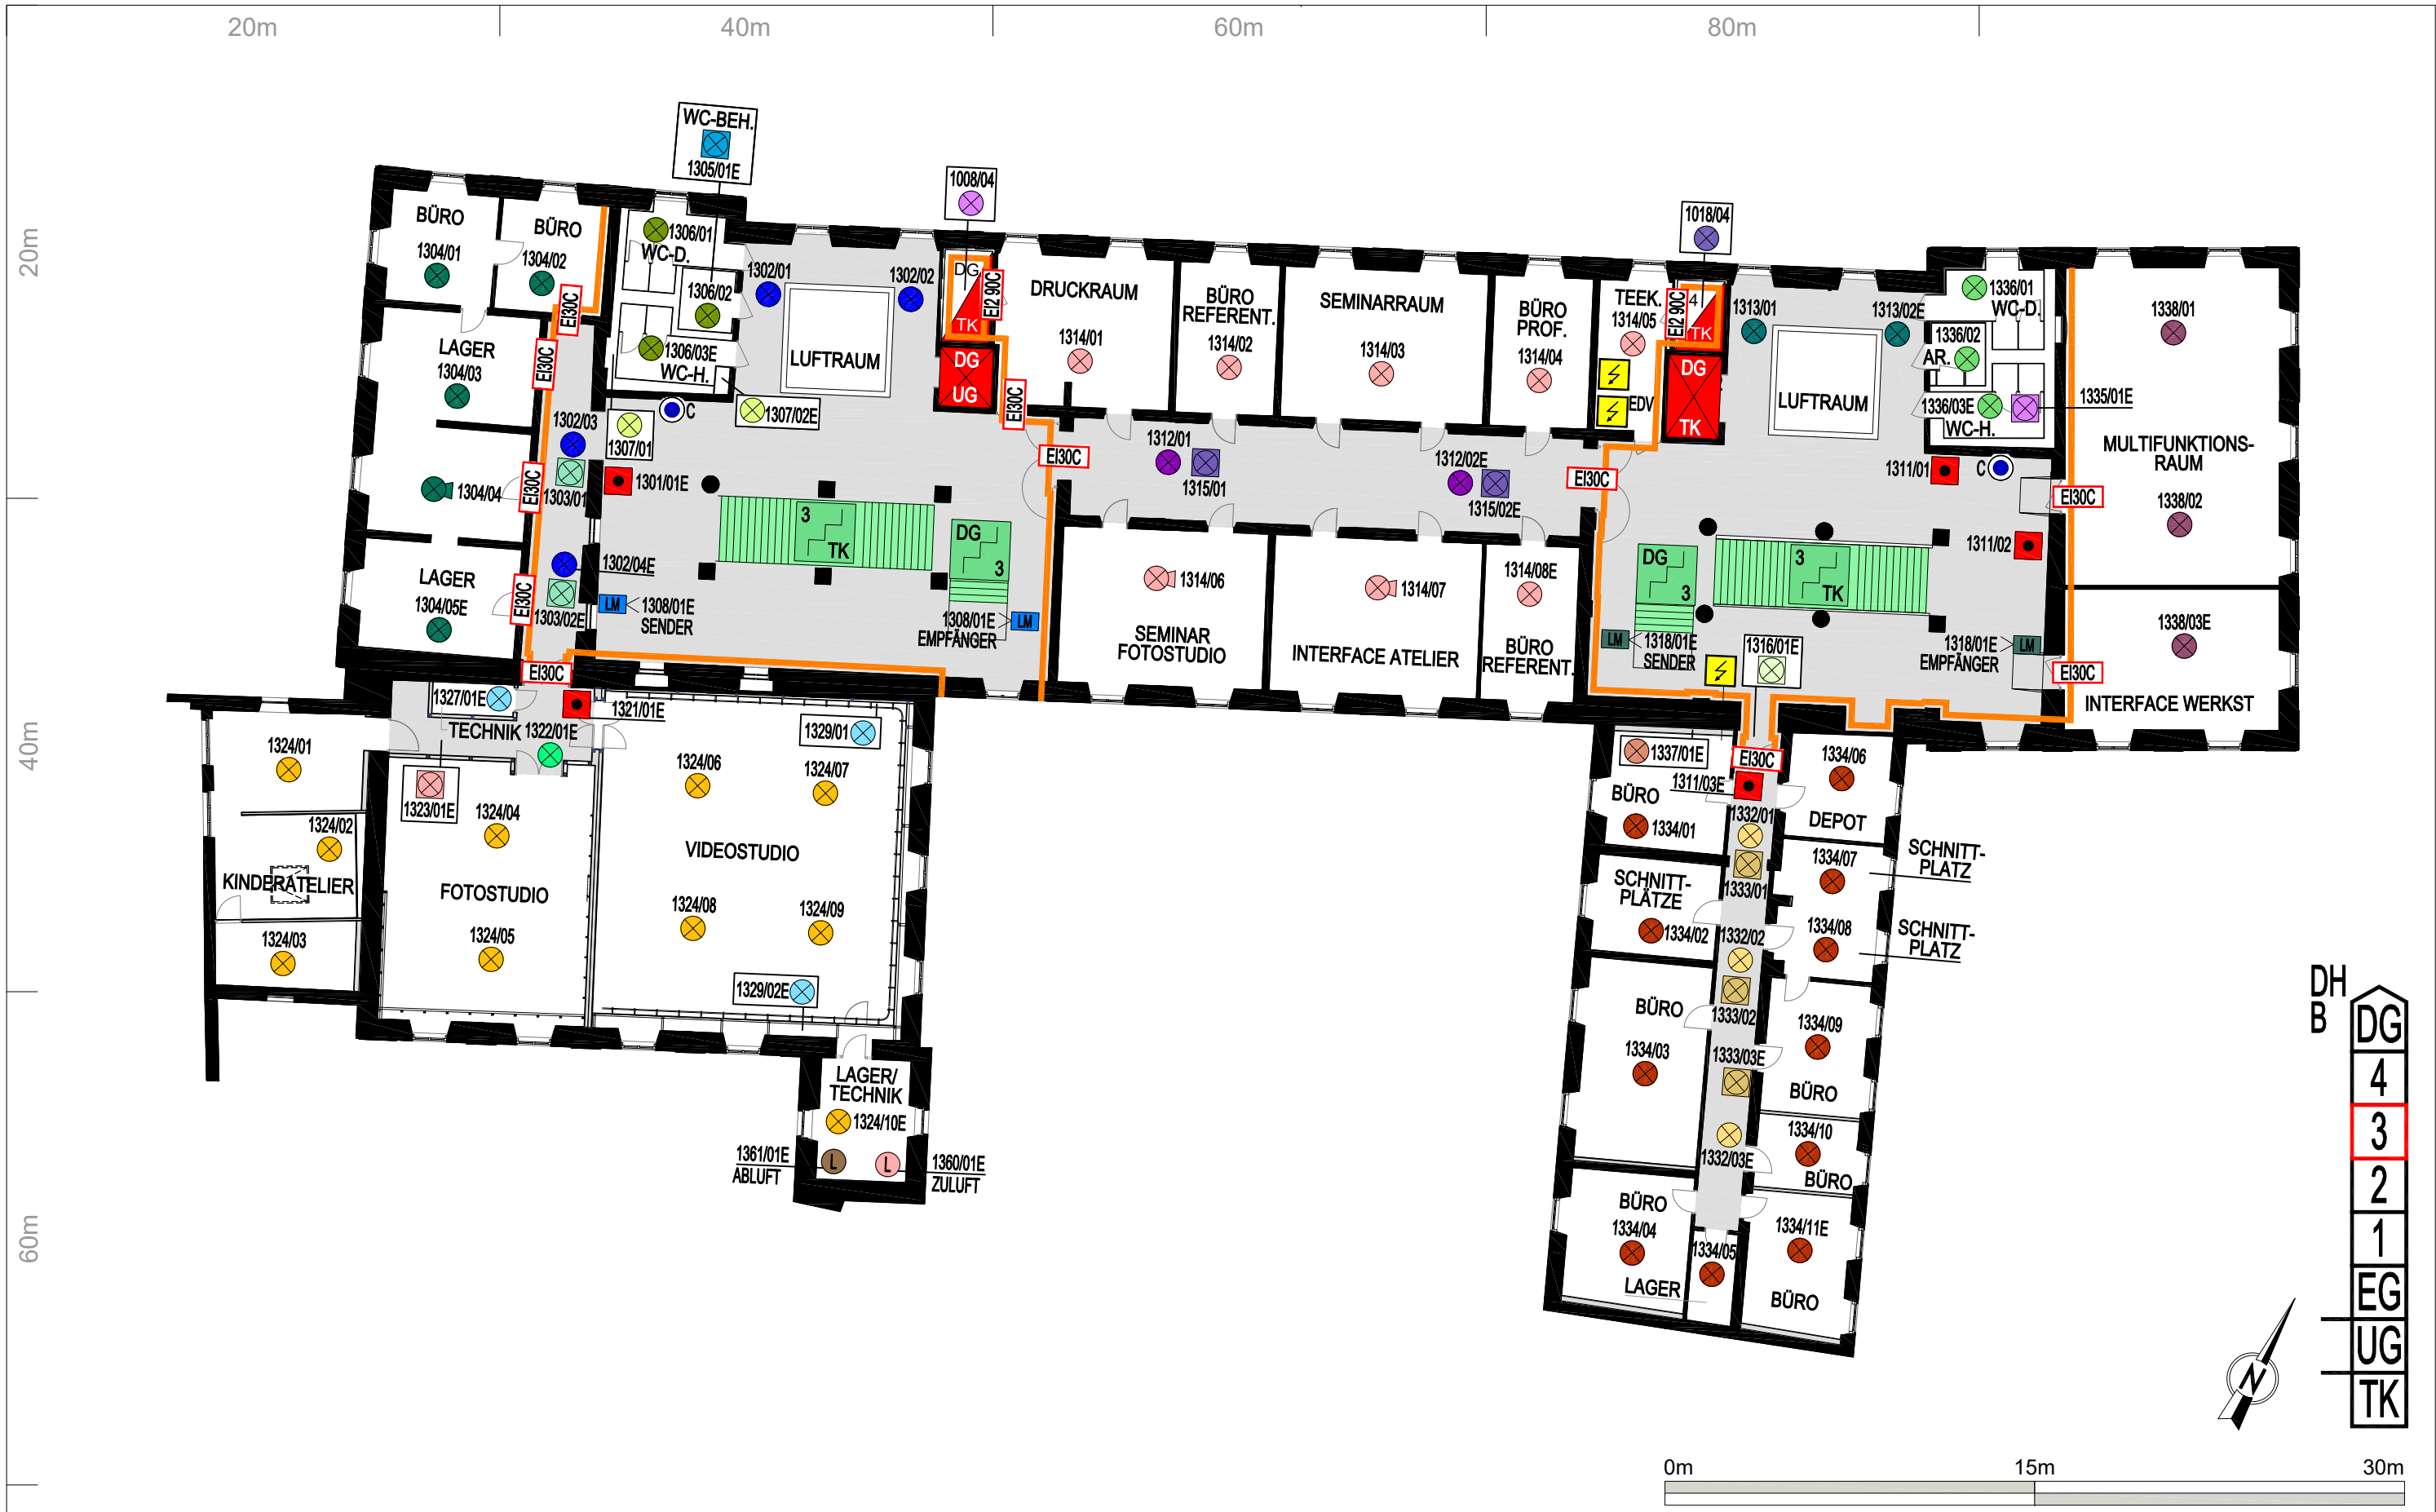 20m
40m
60m
80m
20m
40m
60m
WC-BEH.
1305/01E
1008/04
1018/04
BÜRO
1304/01
BÜRO
1304/02
1306/01
WC-D.
1306/02
1306/03E
WC-H.
1302/01
1302/02
LUFTRAUM
DG
TK
EI2 90C
DG
UG
EI30C
DRUCKRAUM
1314/01
BÜRO
REFERENT.
1314/02
SEMINARRAUM
1314/03
BÜRO
PROF.
1314/04
TEEK.
1314/05
EDV
EI2 90C
4
TK
DG
TK
1313/01
1313/02E
LUFTRAUM
1336/01
WC-D.
1336/02
AR.
1336/03E
WC-H.
1335/01E
1338/01
MULTIFUNKTIONS-
RAUM
1338/02
EI30C
EI30C
LAGER
1304/03
1302/03
1303/01
1307/01
1307/02E
C
1301/01E
EI30C
1304/04
LAGER
1304/05E
EI30C
1302/04E
1303/02E
LM
1308/01E
SENDER
3
TK
DG
3
1308/01E
EMPFÄNGER
LM
EI30C
1312/01
1315/01
1312/02E
1315/02E
EI30C
1314/06
SEMINAR
FOTOSTUDIO
1314/07
INTERFACE ATELIER
1314/08E
BÜRO
REFERENT.
1311/01
C
EI30C
1311/02
DG
3
3
TK
LM
1318/01E
SENDER
1316/01E
1318/01E
EMPFÄNGER
LM
1338/03E
EI30C
INTERFACE WERKST
EI30C
1327/01E
TECHNIK
1322/01E
1321/01E
1323/01E
1324/01
1324/02
KINDERATELIER
1324/03
1324/04
FOTOSTUDIO
1324/05
1329/01
1324/06
1324/07
VIDEOSTUDIO
1324/08
1324/09
1329/02E
LAGER/
TECHNIK
1324/10E
1361/01E
ABLUFT
L
L
1360/01E
ZULUFT
1337/01E
EI30C
1311/03E
BÜRO
1334/01
1332/01
1333/01
1334/06
DEPOT
1334/07
SCHNITT-
PLATZ
SCHNITT-
PLÄTZE
1334/02
1332/02
1333/02
1334/08
SCHNITT-
PLATZ
BÜRO
1334/03
1333/03E
1332/03E
1334/09
BÜRO
1334/10
BÜRO
BÜRO
1334/04
LAGER
1334/05
1334/11E
BÜRO
DH
B
DG
4
3
2
1
EG
UG
TK
N
0m
15m
30m